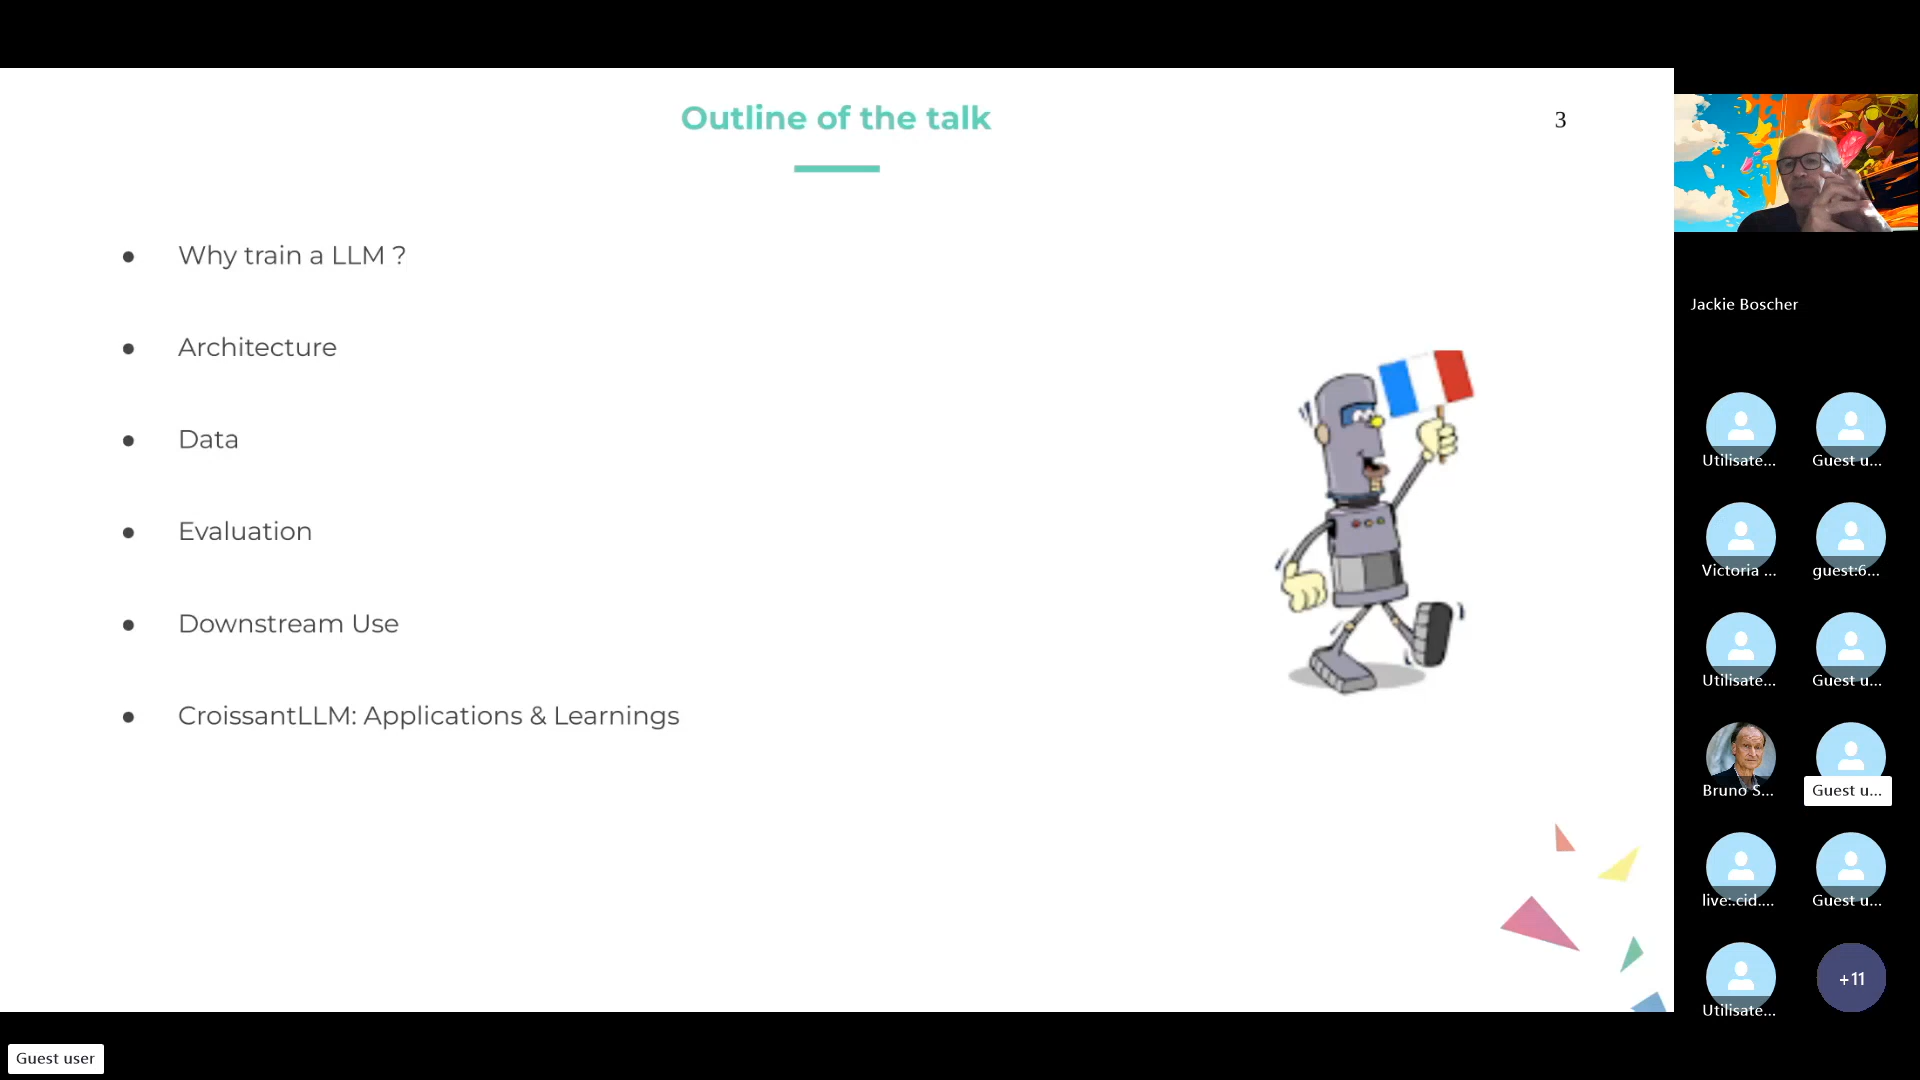 Outline of the talk
3
● Why train a LLM ?
● Architecture
● Data
● Evaluation
● Downstream Use
● CroissantLLM: Applications & Learnings
Jackie Boscher
Utilisate...
Guest u...
Victoria ...
guest:6...
Utilisate...
Guest u...
Bruno S...
Guest u...
live:.cid....
Guest u...
Utilisate...
+11
Guest user